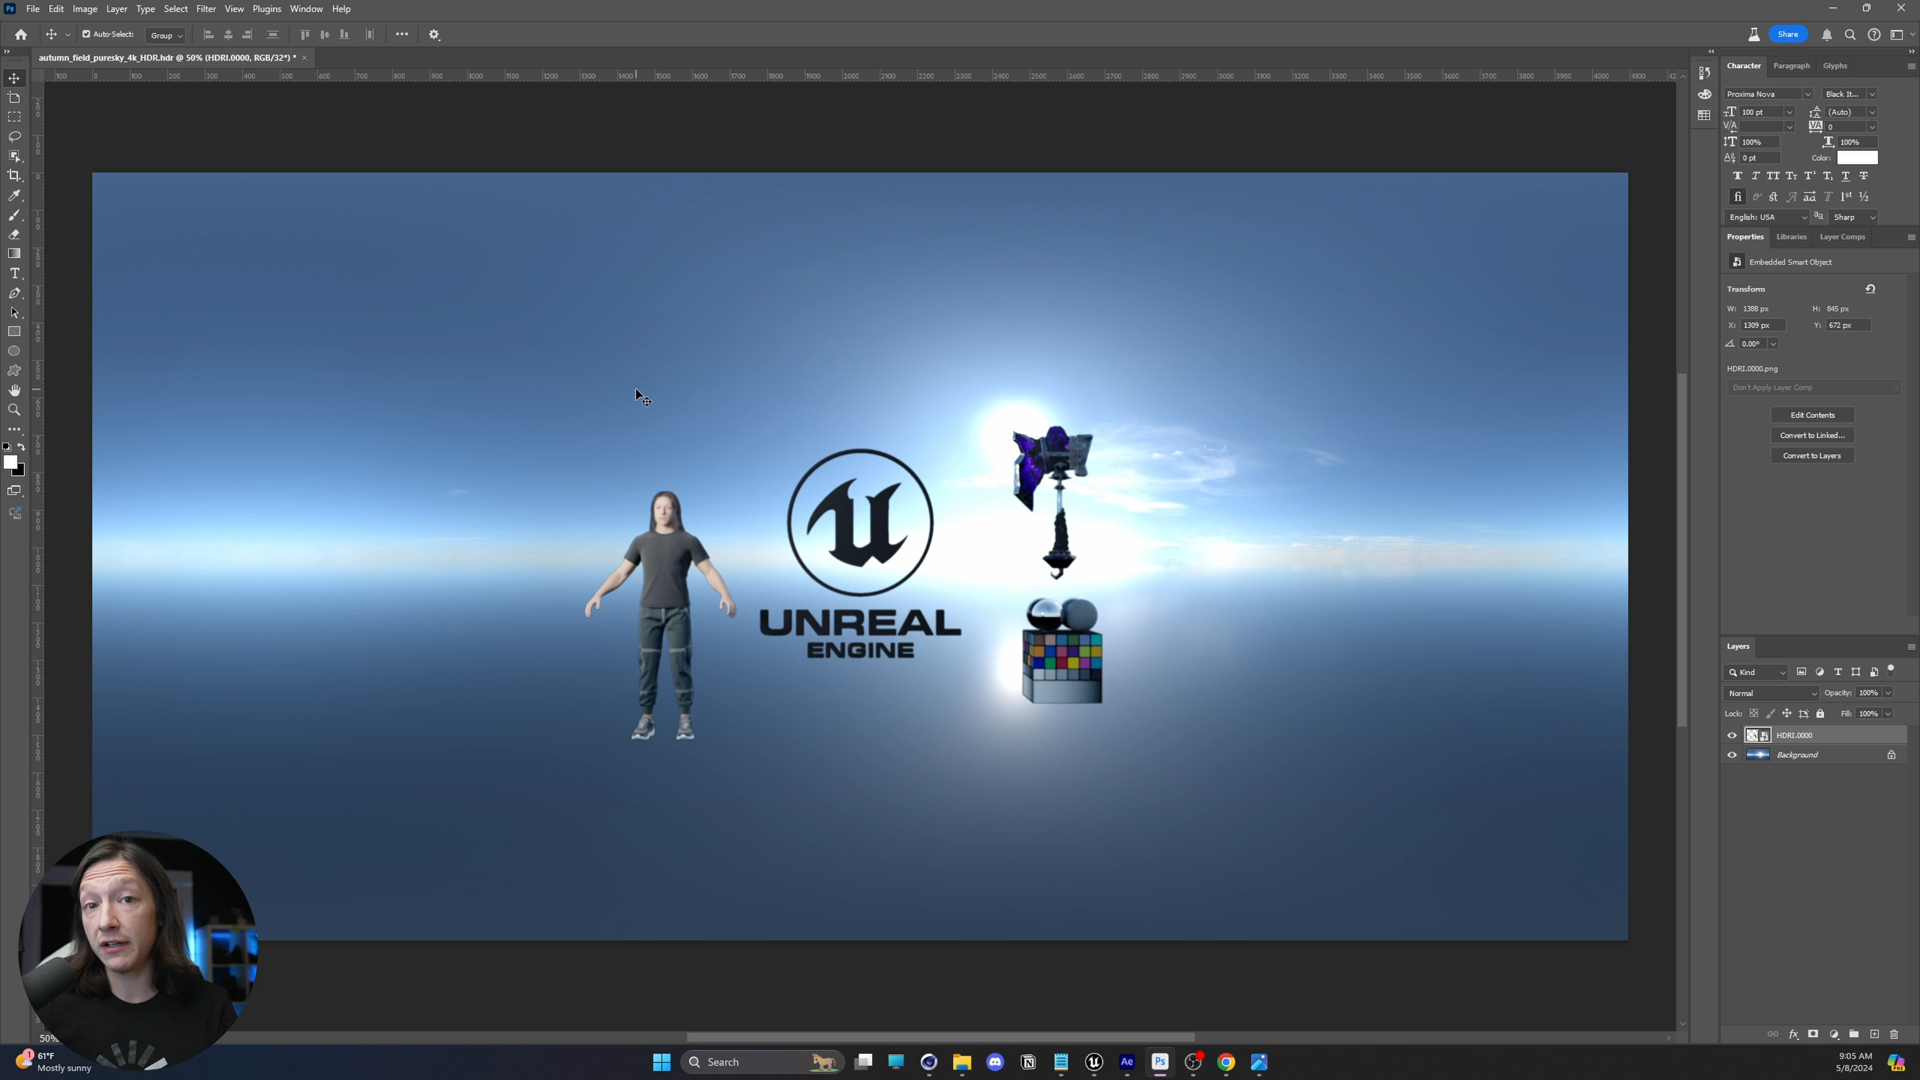 File Edit Image Layer Type Select Filter View Plugins Window Help
Auto-Select: Group Share
autumn_field_puresky_4k_HDR.hdr @ 50% (HDRI.0000, RGB/32*) *
Character Paragraph Glyphs
Proxima Nova Black It...
100 pt (Auto)
0
100% 100%
0 pt Color:
English: USA Sharp
Properties Libraries Layer Comps
Embedded Smart Object
Transform
W: 1388 px H: 845 px
X: 1309 px Y: 672 px
0.00°
HDRI.0000.png
Don't Apply Layer Comp
Edit Contents
Convert to Linked...
Convert to Layers
UNREAL
ENGINE
Layers
Kind
Normal Opacity: 100%
Lock: Fill: 100%
HDRI.0000
Background
50%
61°F
Mostly sunny
Search
9:05 AM
5/8/2024